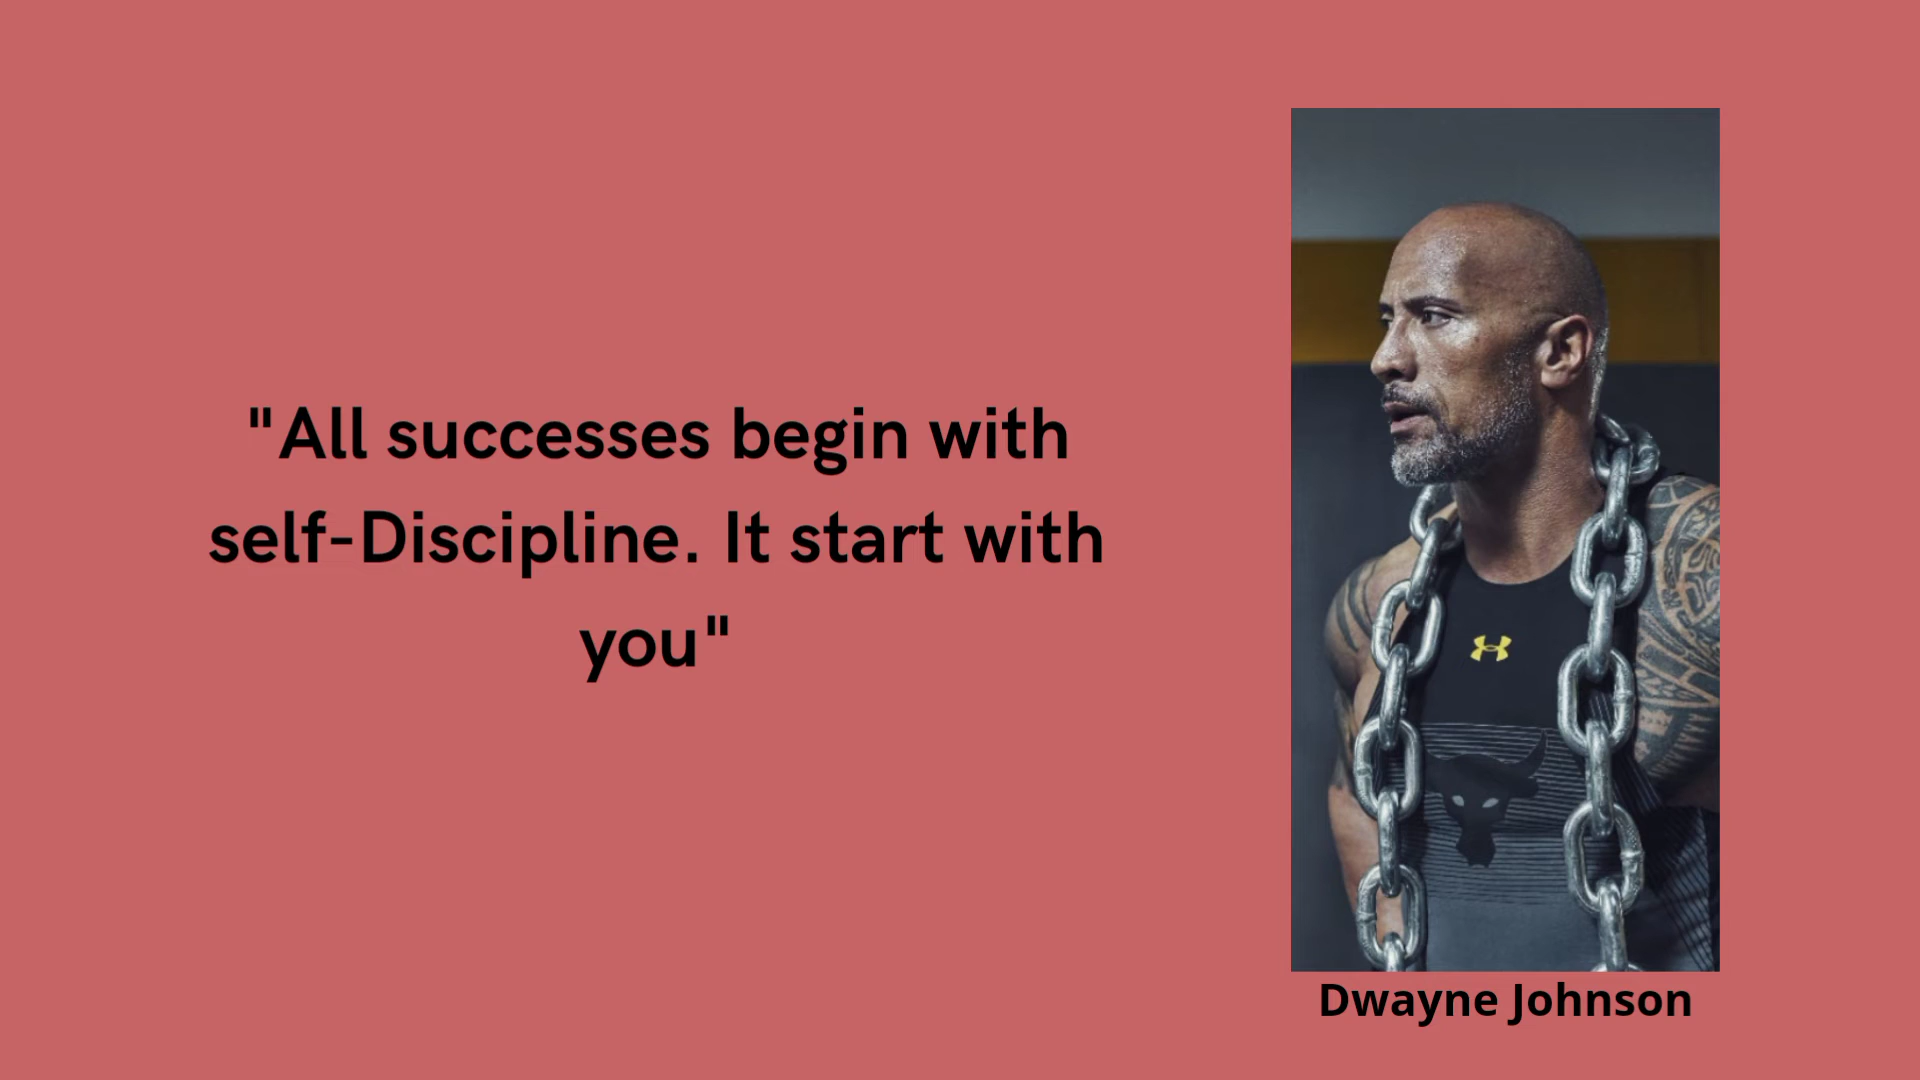 "All successes begin with
self-Discipline. It start with
you"
Dwayne Johnson